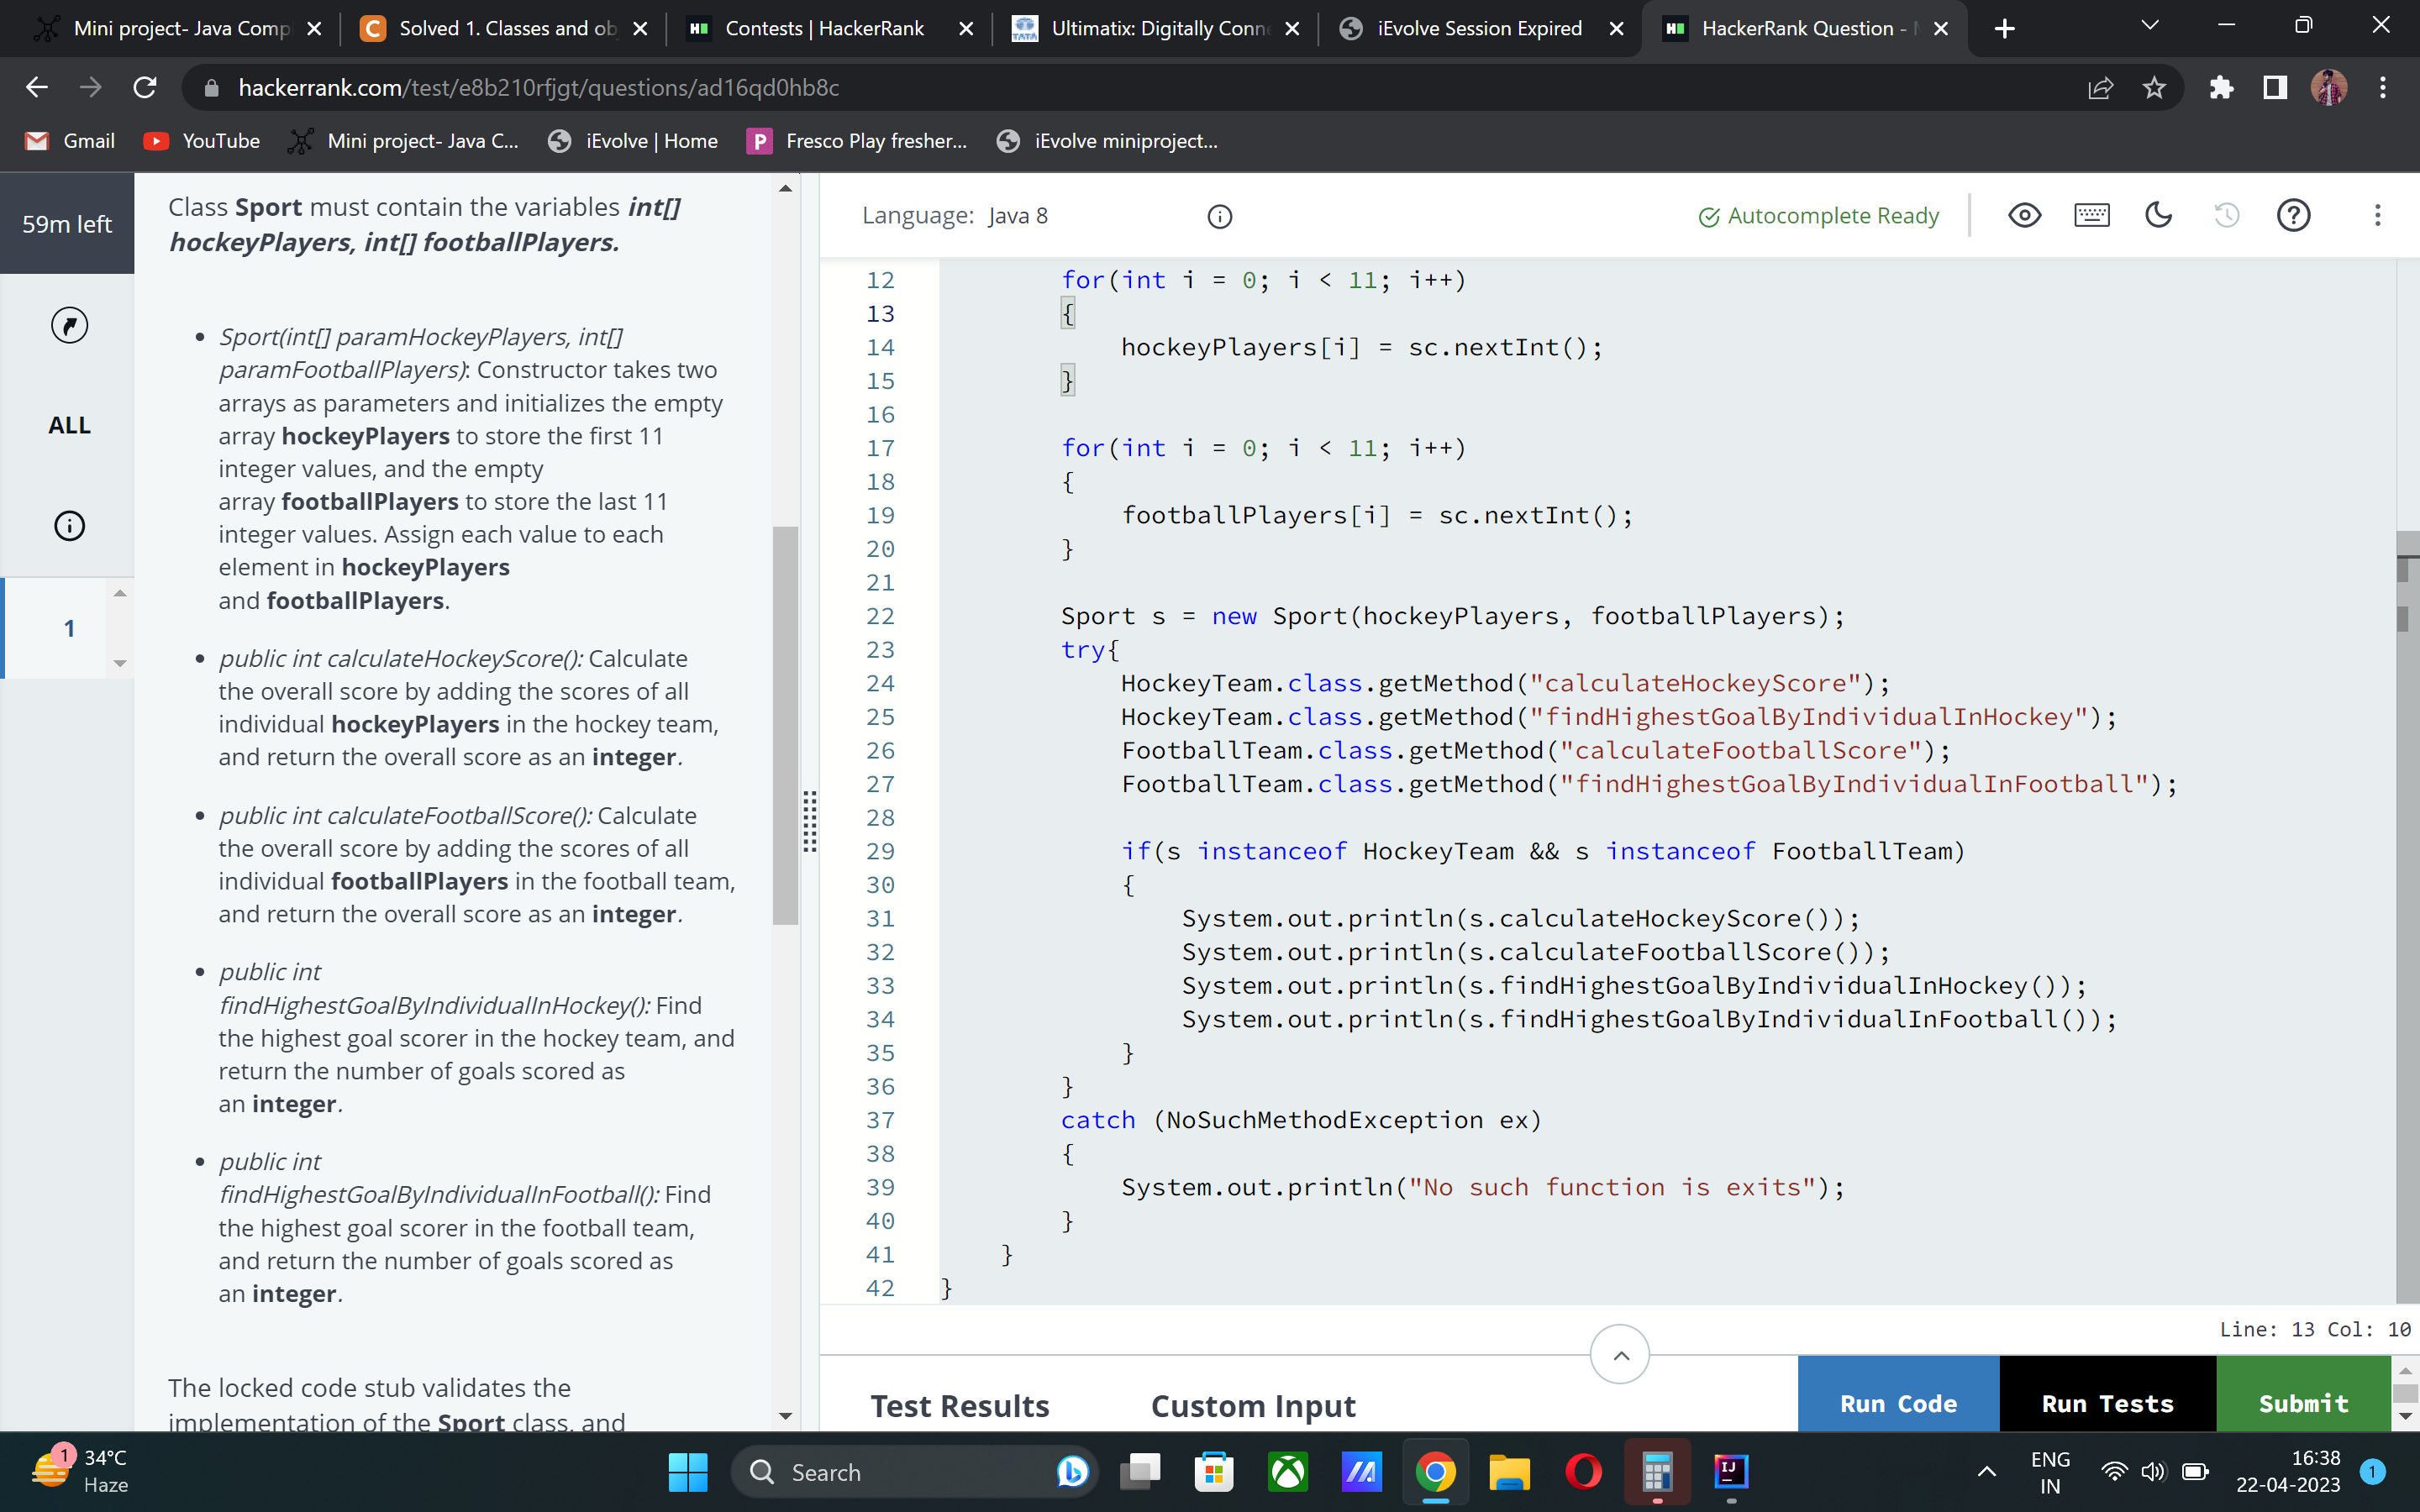 Mini project- Java Comp
Solved 1. Classes and ob
Contests | HackerRank
Ultimatix: Digitally Conne
iEvolve Session Expired
HackerRank Question -
hackerrank.com/test/e8b210rfjgt/questions/ad16qd0hb8c
Gmail
YouTube
Mini project- Java C...
iEvolve | Home
Fresco Play fresher...
iEvolve miniproject...
59m left
ALL
1
Class Sport must contain the variables int[]
hockeyPlayers, int[] footballPlayers.
• Sport(int[] paramHockeyPlayers, int[]
paramFootballPlayers): Constructor takes two
arrays as parameters and initializes the empty
array hockeyPlayers to store the first 11
integer values, and the empty
array footballPlayers to store the last 11
integer values. Assign each value to each
element in hockeyPlayers
and footballPlayers.
• public int calculateHockeyScore(): Calculate
the overall score by adding the scores of all
individual hockeyPlayers in the hockey team,
and return the overall score as an integer.
• public int calculateFootballScore(): Calculate
the overall score by adding the scores of all
individual footballPlayers in the football team,
and return the overall score as an integer.
• public int
findHighestGoalByIndividualInHockey(): Find
the highest goal scorer in the hockey team, and
return the number of goals scored as
an integer.
• public int
findHighestGoalByIndividualInFootball(): Find
the highest goal scorer in the football team,
and return the number of goals scored as
an integer.
The locked code stub validates the
implementation of the Sport class, and
Language: Java 8
Autocomplete Ready
12 for(int i = 0; i < 11; i++)
13 {
14 hockeyPlayers[i] = sc.nextInt();
15 }
16
17 for(int i = 0; i < 11; i++)
18 {
19 footballPlayers[i] = sc.nextInt();
20 }
21
22 Sport s = new Sport(hockeyPlayers, footballPlayers);
23 try{
24 HockeyTeam.class.getMethod("calculateHockeyScore");
25 HockeyTeam.class.getMethod("findHighestGoalByIndividualInHockey");
26 FootballTeam.class.getMethod("calculateFootballScore");
27 FootballTeam.class.getMethod("findHighestGoalByIndividualInFootball");
28
29 if(s instanceof HockeyTeam && s instanceof FootballTeam)
30 {
31 System.out.println(s.calculateHockeyScore());
32 System.out.println(s.calculateFootballScore());
33 System.out.println(s.findHighestGoalByIndividualInHockey());
34 System.out.println(s.findHighestGoalByIndividualInFootball());
35 }
36 }
37 catch (NoSuchMethodException ex)
38 {
39 System.out.println("No such function is exits");
40 }
41 }
42 }
Line: 13 Col: 10
Test Results
Custom Input
Run Code
Run Tests
Submit
1
34°C
Haze
Search
ENG
IN
16:38
22-04-2023
1